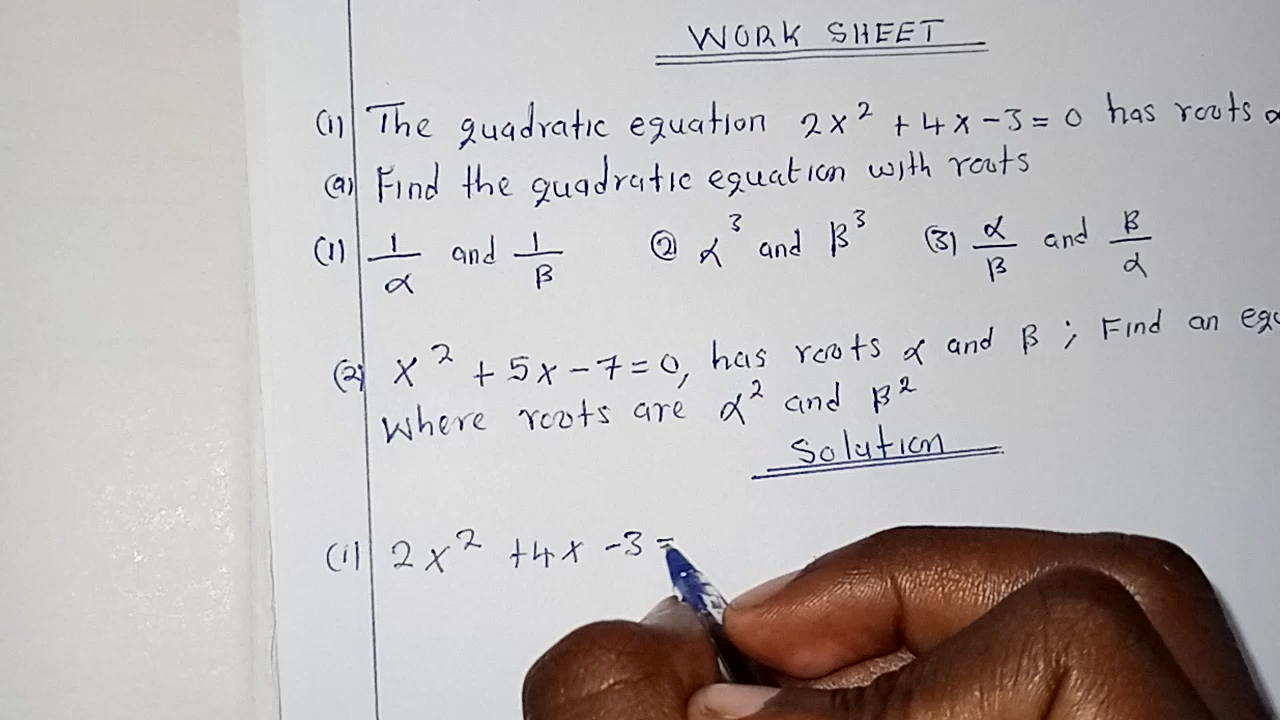 WORK SHEET
(1) The quadratic equation 2x² + 4x - 3 = 0 has roots α
(a) Find the quadratic equation with roots
(1) 1/α and 1/β ② α³ and β³ (3) α/β and β/α
(2) x² + 5x - 7 = 0, has roots α and β ; Find an equ
where roots are α² and β²
Solution
(1) 2x² + 4x - 3 =